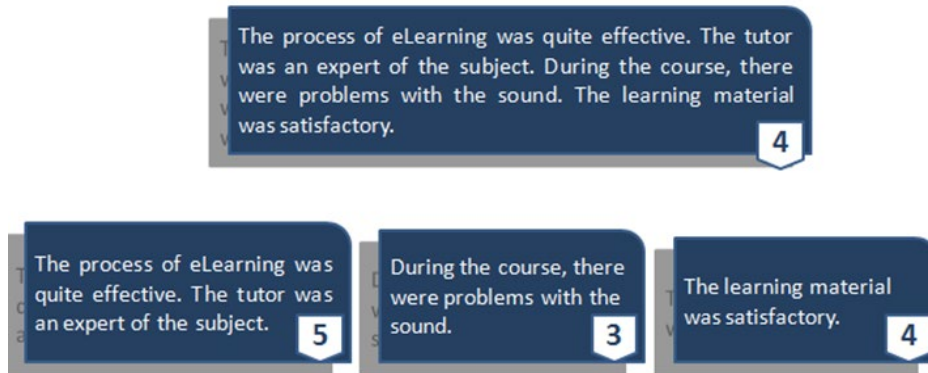 The process of eLearning was quite effective. The tutor
was an expert of the subject. During the course, there
were problems with the sound. The learning material
was satisfactory.
4
The process of eLearning was
quite effective. The tutor was
an expert of the subject.
5
During the course, there
were problems with the
sound.
3
The learning material
was satisfactory.
4